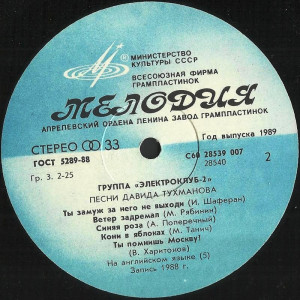 МИНИСТЕРСТВО
КУЛЬТУРЫ СССР
ВСЕСОЮЗНАЯ ФИРМА
ГРАМПЛАСТИНОК
МЕЛОДИЯ
АПРЕЛЕВСКИЙ ОРДЕНА ЛЕНИНА ЗАВОД ГРАМПЛАСТИНОК
СТЕРЕО 33
Год выпуска 1989
ГОСТ 5289-88
С60 28539 007
Гр. 3. 2-25
28540
2
ГРУППА «ЭЛЕКТРОКЛУБ-2»
ПЕСНИ ДАВИДА ТУХМАНОВА
Ты замуж за него не выходи (И. Шаферан)
Ветер задремал (М. Рябинин)
Синяя роза (А. Поперечный)
Кони в яблоках (М. Танич)
Ты помнишь Москву!
(В. Харитонов)
На английском языке (5)
Запись 1988 г.